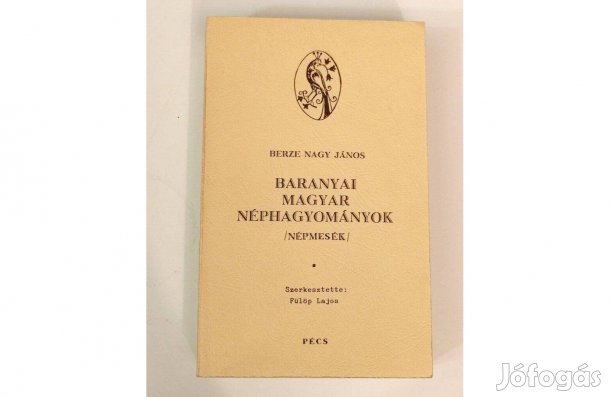 BERZE NAGY JÁNOS
BARANYAI
MAGYAR
NÉPHAGYOMÁNYOK
/NÉPMESÉK/
Szerkesztette:
Fülöp Lajos
PÉCS
Jófogás